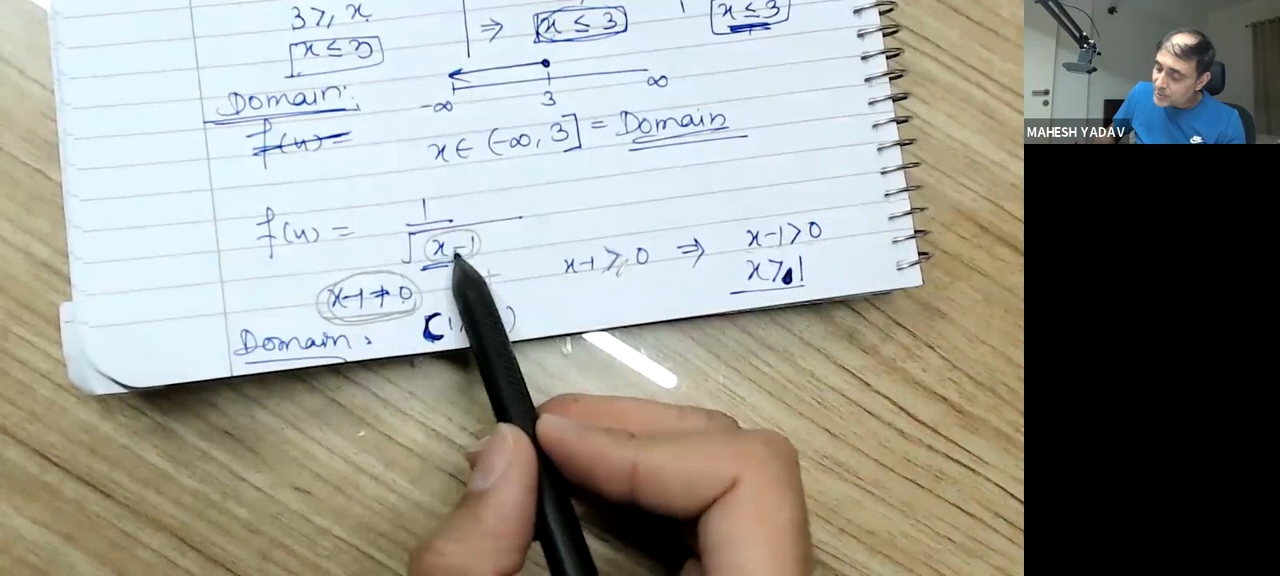 3 ≥ x
x ≤ 3
⇒ x ≤ 3
x ≤ 3
-∞ 3 ∞
Domain:
f(x) =
x ∈ (-∞, 3] = Domain
f(x) = 1/√(x-1)
x-1 ≥ 0 ⇒ x-1 > 0
x > 1
x-1 ≠ 0
Domain: (1, )
MAHESH YADAV